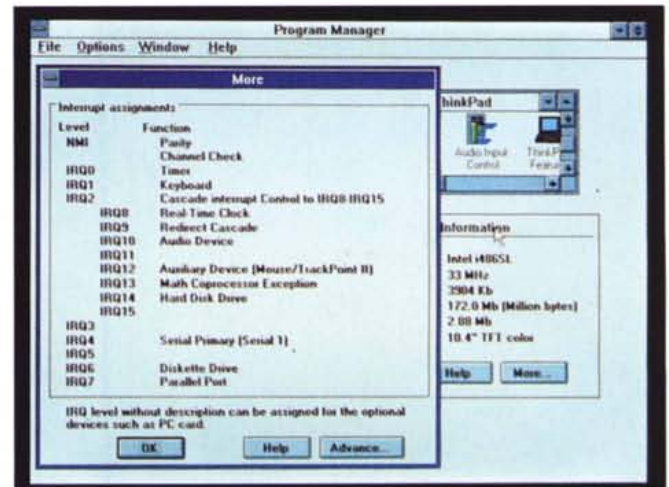 Program Manager
File Options Window Help
More
Interrupt assignments
Level Function
NMI Parity
Channel Check
IRQ0 Timer
IRQ1 Keyboard
IRQ2 Cascade interrupt Control to IRQ8-IRQ15
IRQ8 Real-Time Clock
IRQ9 Redirect Cascade
IRQ10 Audio Device
IRQ11
IRQ12 Auxiliary Device (Mouse/TrackPoint II)
IRQ13 Math Coprocessor Exception
IRQ14 Hard Disk Drive
IRQ15
IRQ3
IRQ4 Serial Primary (Serial 1)
IRQ5
IRQ6 Diskette Drive
IRQ7 Parallel Port
IRQ level without description can be assigned for the optional
devices such as PC card.
OK Help Advance...
hinkPad
Audio Input
Control
ThinkP
Featur
Information
Intel i486SL
33 MHz
3904 Kb
172.0 Mb (Million bytes)
2.88 Mb
10.4" TFT color
Help More...